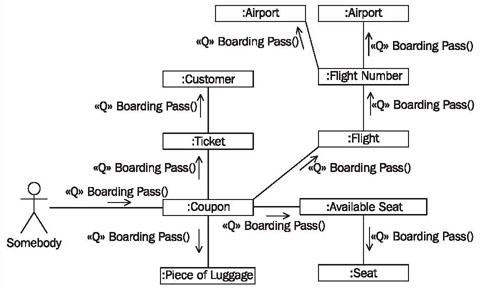 :Airport
:Airport
«Q» Boarding Pass()
«Q» Boarding Pass()
:Customer
:Flight Number
«Q» Boarding Pass()
«Q» Boarding Pass()
:Ticket
:Flight
«Q» Boarding Pass()
«Q» Boarding Pass()
«Q» Boarding Pass()
:Coupon
:Available Seat
«Q» Boarding Pass()
Somebody
«Q» Boarding Pass()
«Q» Boarding Pass()
:Piece of Luggage
:Seat